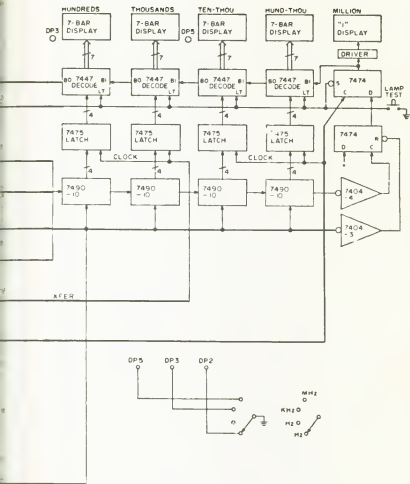 HUNDREDS THOUSANDS TEN-THOU HUND-THOU MILLION
DP3 7-BAR DISPLAY
7-BAR DISPLAY
DP5 7-BAR DISPLAY
7-BAR DISPLAY
"1" DISPLAY
7 7 7 7
DRIVER
BO 7447 BI DECODE LT
BO 7447 BI DECODE LT
BO 7447 BI DECODE LT
BO 7447 BI DECODE LT
S 7474 C D
LAMP TEST
4 4 4 4
7475 LATCH
7475 LATCH
7475 LATCH
7475 LATCH
7474 R D C
CLOCK CLOCK
4 4 4 4
7490 -10
7490 -10
7490 -10
7490 -10
7404 -4
7404 -3
XFER
DP5 DP3 DP2
MHz
KHz
Hz
Hz